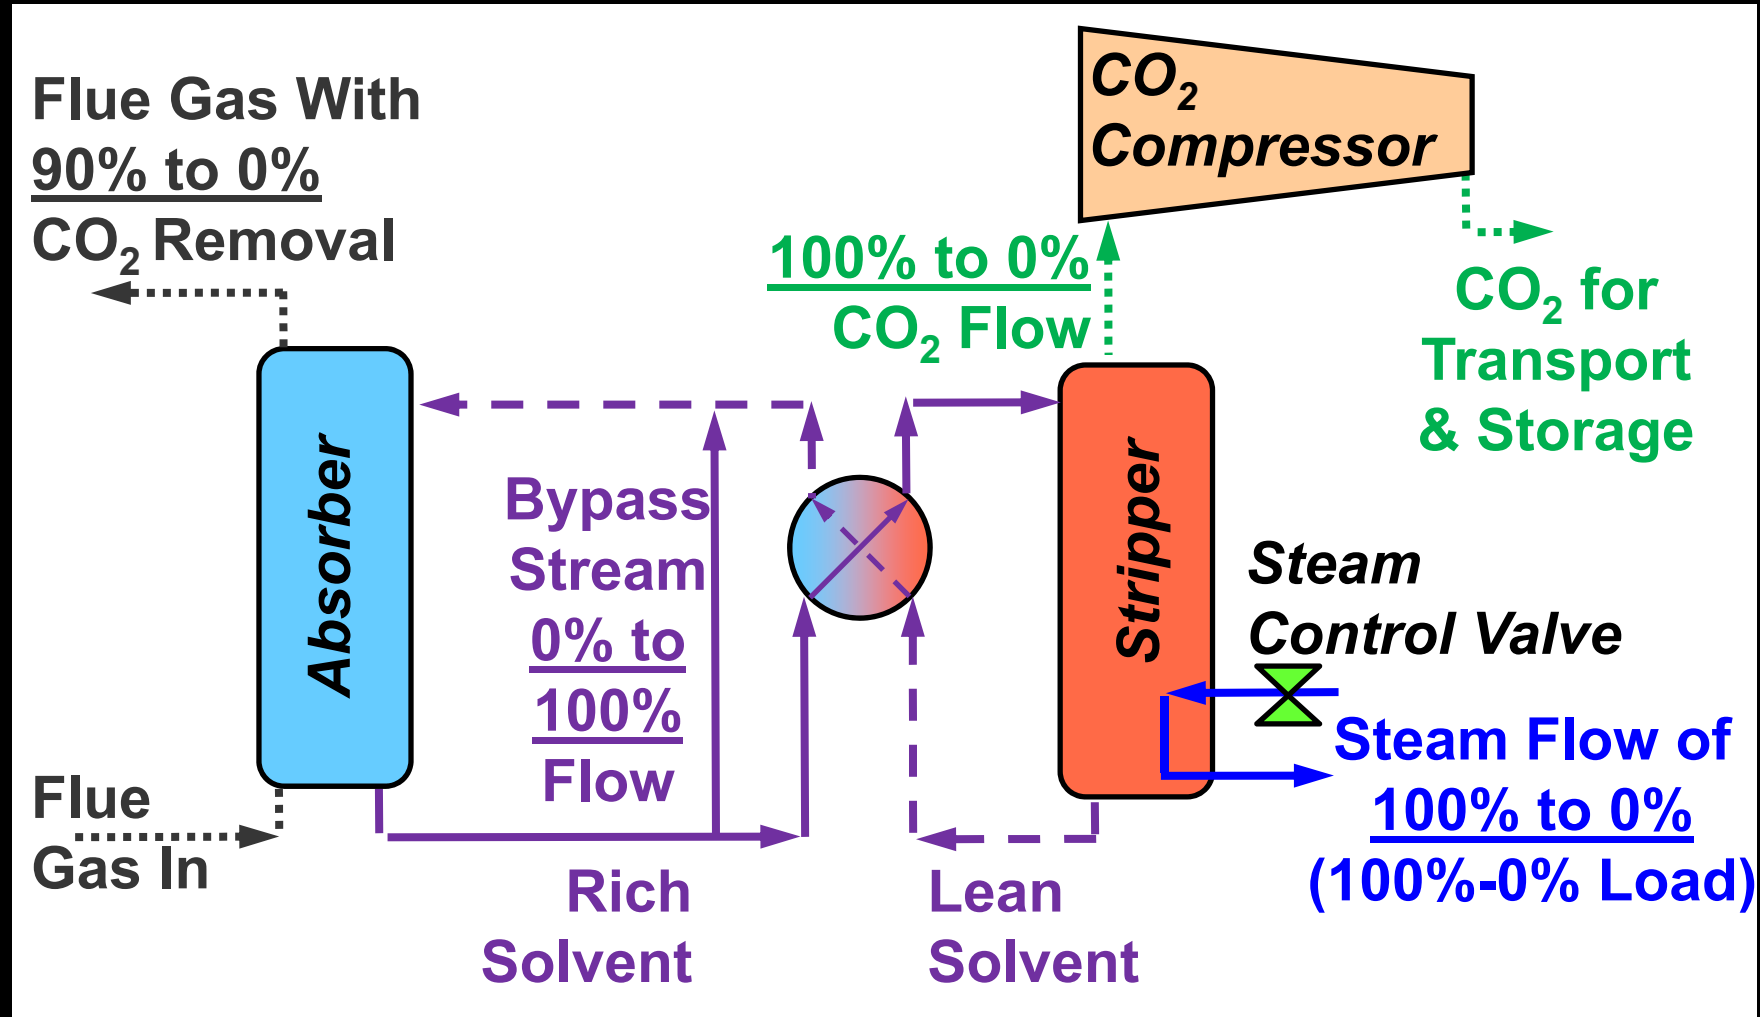 Flue Gas With
90% to 0%
CO₂ Removal
CO₂
Compressor
100% to 0%
CO₂ Flow
CO₂ for
Transport
& Storage
Absorber
Bypass
Stream
0% to
100%
Flow
Stripper
Steam
Control Valve
Steam Flow of
100% to 0%
(100%-0% Load)
Flue
Gas In
Rich
Solvent
Lean
Solvent